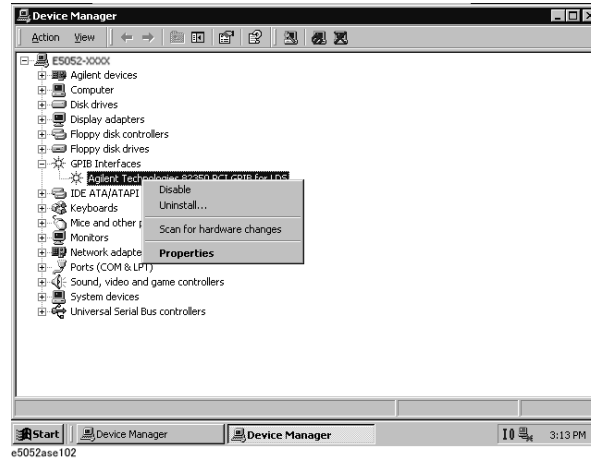 Device Manager
Action View
E5052-XXXX
Agilent devices
Computer
Disk drives
Display adapters
Floppy disk controllers
Floppy disk drives
GPIB Interfaces
Agilent Technologies 82350 PCI GPIB for LDS
IDE ATA/ATAPI
Disable
Keyboards
Uninstall...
Mice and other
Scan for hardware changes
Monitors
Network adapte
Properties
Ports (COM & LPT)
Sound, video and game controllers
System devices
Universal Serial Bus controllers
Start Device Manager Device Manager 3:13 PM
e5052ase102